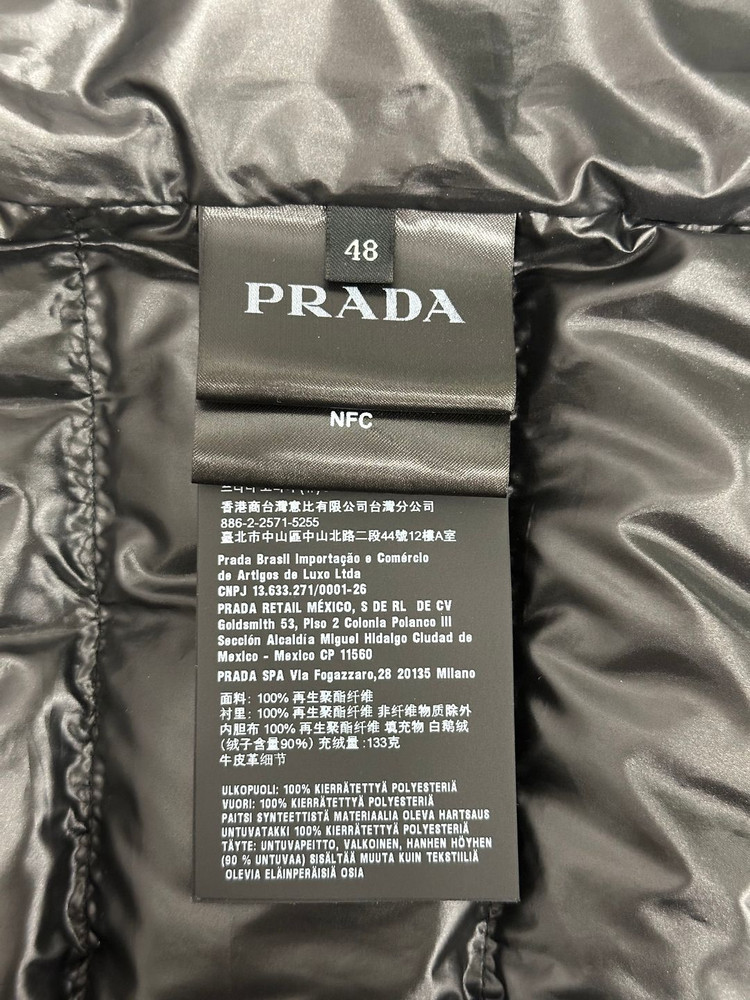 48
PRADA
NFC
香港商台灣意比有限公司台灣分公司
886-2-2571-5255
臺北市中山區中山北路二段44號12樓A室
Prada Brasil Importação e Comércio
de Artigos de Luxo Ltda
CNPJ 13.633.271/0001-26
PRADA RETAIL MÉXICO, S DE RL DE CV
Goldsmith 53, Piso 2 Colonia Polanco III
Sección Alcaldía Miguel Hidalgo Ciudad de
Mexico - Mexico CP 11560
PRADA SPA Via Fogazzaro,28 20135 Milano
面料: 100% 再生聚酯纤维
衬里: 100% 再生聚酯纤维 非纤维物质除外
内胆布 100% 再生聚酯纤维 填充物 白鹅绒
(绒子含量90%) 充绒量:133克
牛皮革细节
ULKOPUOLI: 100% KIERRÄTETTYÄ POLYESTERIÄ
VUORI: 100% KIERRÄTETTYÄ POLYESTERIÄ
PAITSI SYNTEETTISTÄ MATERIAALIA OLEVA HARTSAUS
UNTUVATAKKI 100% KIERRÄTETTYÄ POLYESTERIÄ
TÄYTE: UNTUVAPEITTO, VALKOINEN, HANHEN HÖYHEN
(90 % UNTUVAA) SISÄLTÄÄ MUUTA KUIN TEKSTIILIÄ
OLEVIA ELÄINPERÄISIÄ OSIA